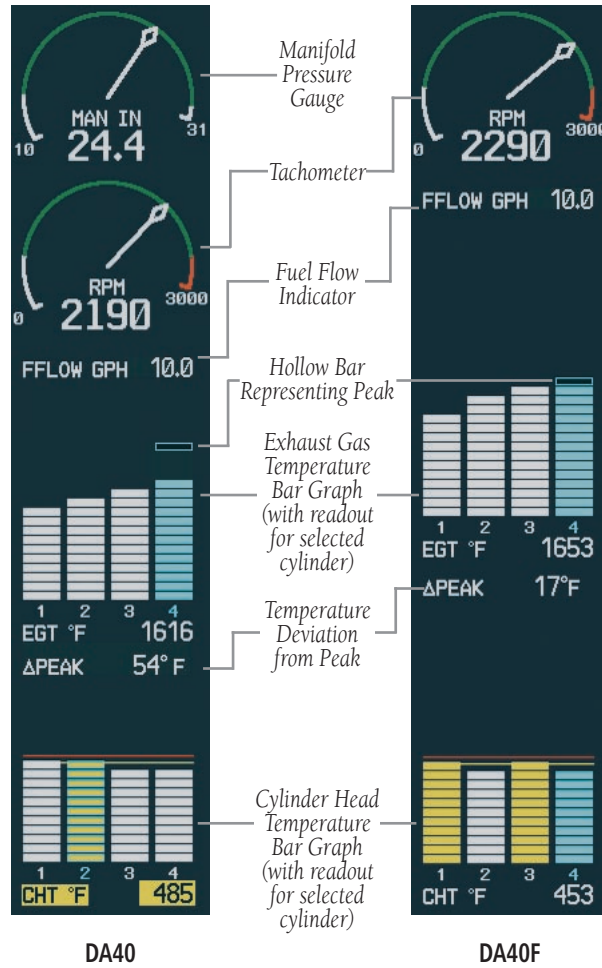 MAN IN
10
31
24.4
RPM
0
3000
2190
FFLOW GPH 10.0
1 2 3 4
EGT °F 1616
ΔPEAK 54°F
1 2 3 4
CHT °F 485
DA40
Manifold
Pressure
Gauge
Tachometer
Fuel Flow
Indicator
Hollow Bar
Representing Peak
Exhaust Gas
Temperature
Bar Graph
(with readout
for selected
cylinder)
Temperature
Deviation
from Peak
Cylinder Head
Temperature
Bar Graph
(with readout
for selected
cylinder)
RPM
0
3000
2290
FFLOW GPH 10.0
1 2 3 4
EGT °F 1653
ΔPEAK 17°F
1 2 3 4
CHT °F 453
DA40F